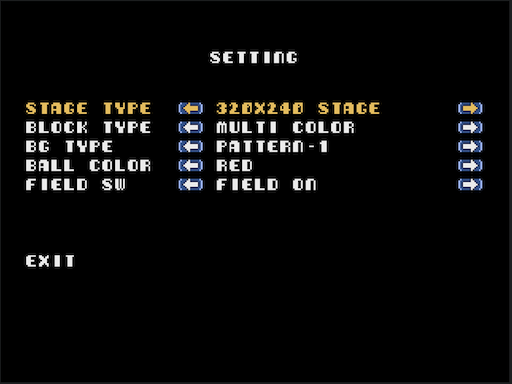 SETTING
STAGE TYPE ← 320X240 STAGE →
BLOCK TYPE ← MULTI COLOR →
BG TYPE ← PATTERN-1 →
BALL COLOR ← RED →
FIELD SW ← FIELD ON →
EXIT